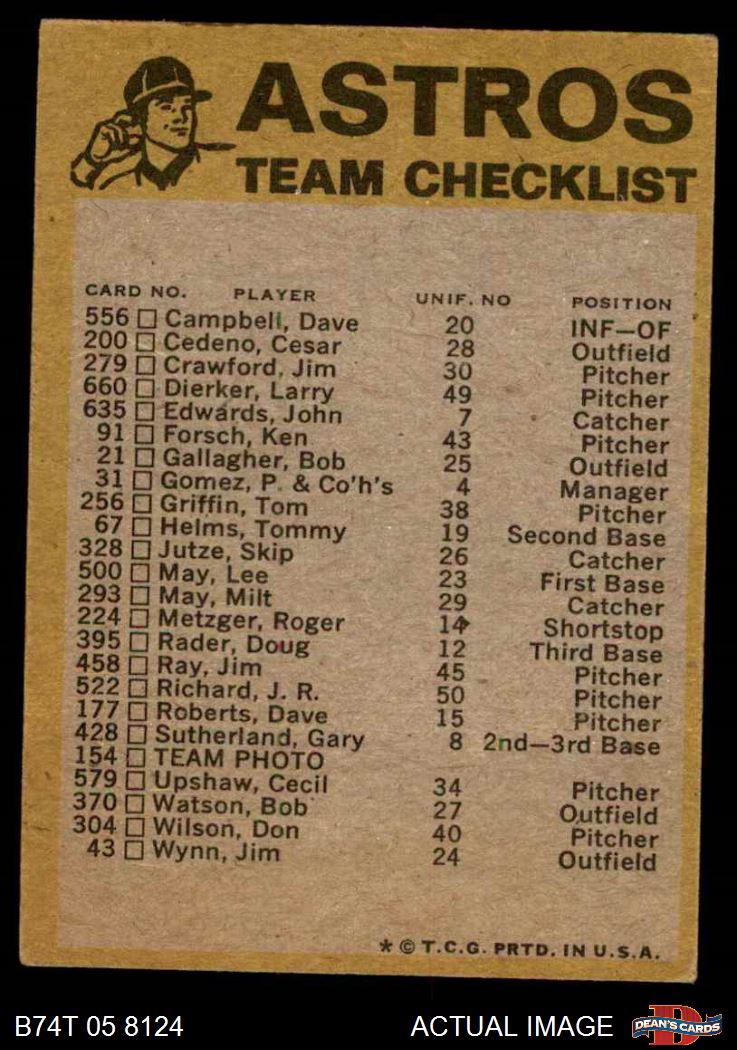 ASTROS
TEAM CHECKLIST
CARD NO. PLAYER UNIF. NO POSITION
556 Campbell, Dave 20 INF–OF
200 Cedeno, Cesar 28 Outfield
279 Crawford, Jim 30 Pitcher
660 Dierker, Larry 49 Pitcher
635 Edwards, John 7 Catcher
91 Forsch, Ken 43 Pitcher
21 Gallagher, Bob 25 Outfield
31 Gomez, P. & Co'h's 4 Manager
256 Griffin, Tom 38 Pitcher
67 Helms, Tommy 19 Second Base
328 Jutze, Skip 26 Catcher
500 May, Lee 23 First Base
293 May, Milt 29 Catcher
224 Metzger, Roger 14 Shortstop
395 Rader, Doug 12 Third Base
458 Ray, Jim 45 Pitcher
522 Richard, J. R. 50 Pitcher
177 Roberts, Dave 15 Pitcher
428 Sutherland, Gary 8 2nd–3rd Base
154 TEAM PHOTO
579 Upshaw, Cecil 34 Pitcher
370 Watson, Bob 27 Outfield
304 Wilson, Don 40 Pitcher
43 Wynn, Jim 24 Outfield
* © T.C.G. PRTD. IN U.S.A.
B74T 05 8124 ACTUAL IMAGE DEAN'S CARDS